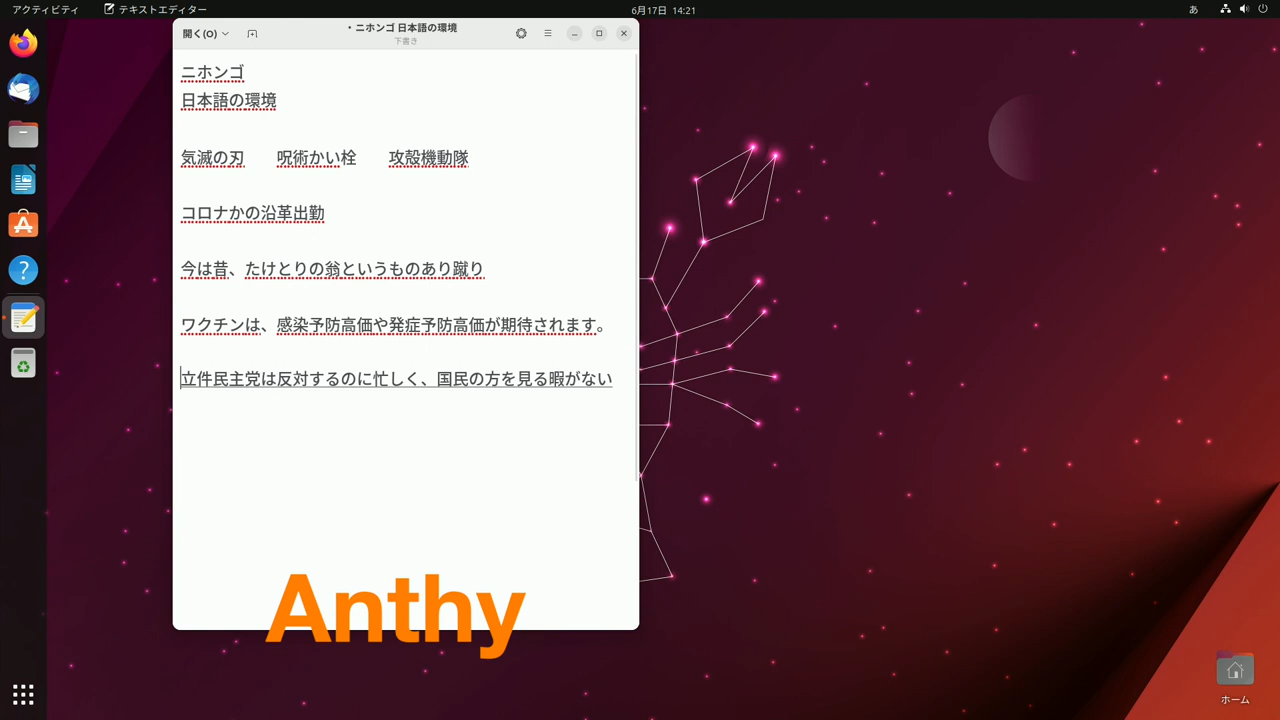 アクティビティ テキストエディター 6月17日 14:21 あ
開く(O) ・ニホンゴ 日本語の環境
下書き
ニホンゴ
日本語の環境
気滅の刃 呪術かい栓 攻殻機動隊
コロナかの沿革出勤
今は昔、たけとりの翁というものあり蹴り
ワクチンは、感染予防高価や発症予防高価が期待されます。
立件民主党は反対するのに忙しく、国民の方を見る暇がない
Anthy
ホーム